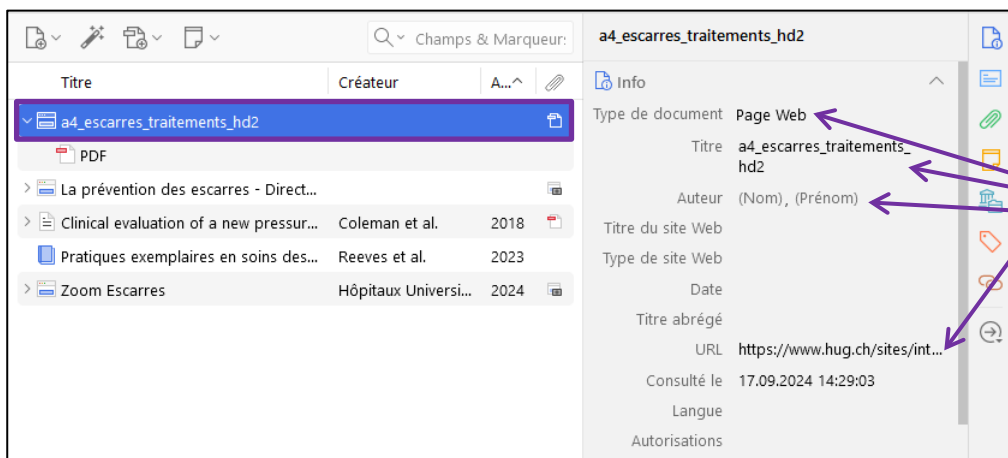 Champs & Marqueur:
Titre Créateur A...
a4_escarres_traitements_hd2
PDF
La prévention des escarres - Direct...
Clinical evaluation of a new pressur... Coleman et al. 2018
Pratiques exemplaires en soins des... Reeves et al. 2023
Zoom Escarres Hôpitaux Universi... 2024
a4_escarres_traitements_hd2
Info
Type de document Page Web
Titre a4_escarres_traitements_
hd2
Auteur (Nom), (Prénom)
Titre du site Web
Type de site Web
Date
Titre abrégé
URL https://www.hug.ch/sites/int...
Consulté le 17.09.2024 14:29:03
Langue
Autorisations